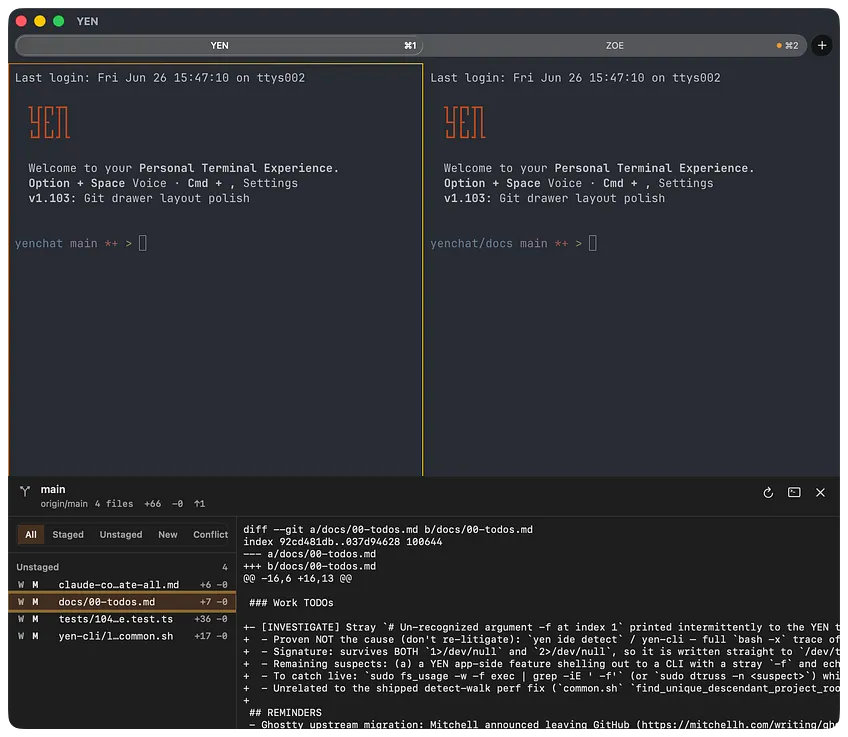 YEN
YEN ⌘1 ZOE ⌘2 +
Last login: Fri Jun 26 15:47:10 on ttys002
YEN
Welcome to your Personal Terminal Experience.
Option + Space Voice · Cmd + , Settings
v1.103: Git drawer layout polish
yenchat main *+ >
Last login: Fri Jun 26 15:47:10 on ttys002
YEN
Welcome to your Personal Terminal Experience.
Option + Space Voice · Cmd + , Settings
v1.103: Git drawer layout polish
yenchat/docs main *+ >
main
origin/main 4 files +66 -0 ↑1
All Staged Unstaged New Conflict
Unstaged 4
W M claude-co…ate-all.md +6 -0
W M docs/00-todos.md +7 -0
W M tests/104…e.test.ts +36 -0
W M yen-cli/l…common.sh +17 -0
diff --git a/docs/00-todos.md b/docs/00-todos.md
index 92cd481db..037d94628 100644
--- a/docs/00-todos.md
+++ b/docs/00-todos.md
@@ -16,6 +16,13 @@
### Work TODOs
+- [INVESTIGATE] Stray `# Un-recognized argument -f at index 1` printed intermittently to the YEN t
+  - Proven NOT the cause (don't re-litigate): `yen ide detect` / yen-cli — full `bash -x` trace of
+  - Signature: survives BOTH `1>/dev/null` and `2>/dev/null`, so it is written straight to `/dev/t
+  - Remaining suspects: (a) a YEN app-side feature shelling out to a CLI with a stray `-f` and ech
+  - To catch live: `sudo fs_usage -w -f exec | grep -iE ' -f'` (or `sudo dtruss -n <suspect>`) whi
+  - Unrelated to the shipped detect-walk perf fix (`common.sh` `find_unique_descendant_project_roo
+
## REMINDERS
- Ghostty upstream migration: Mitchell announced leaving GitHub (https://mitchellh.com/writing/gh